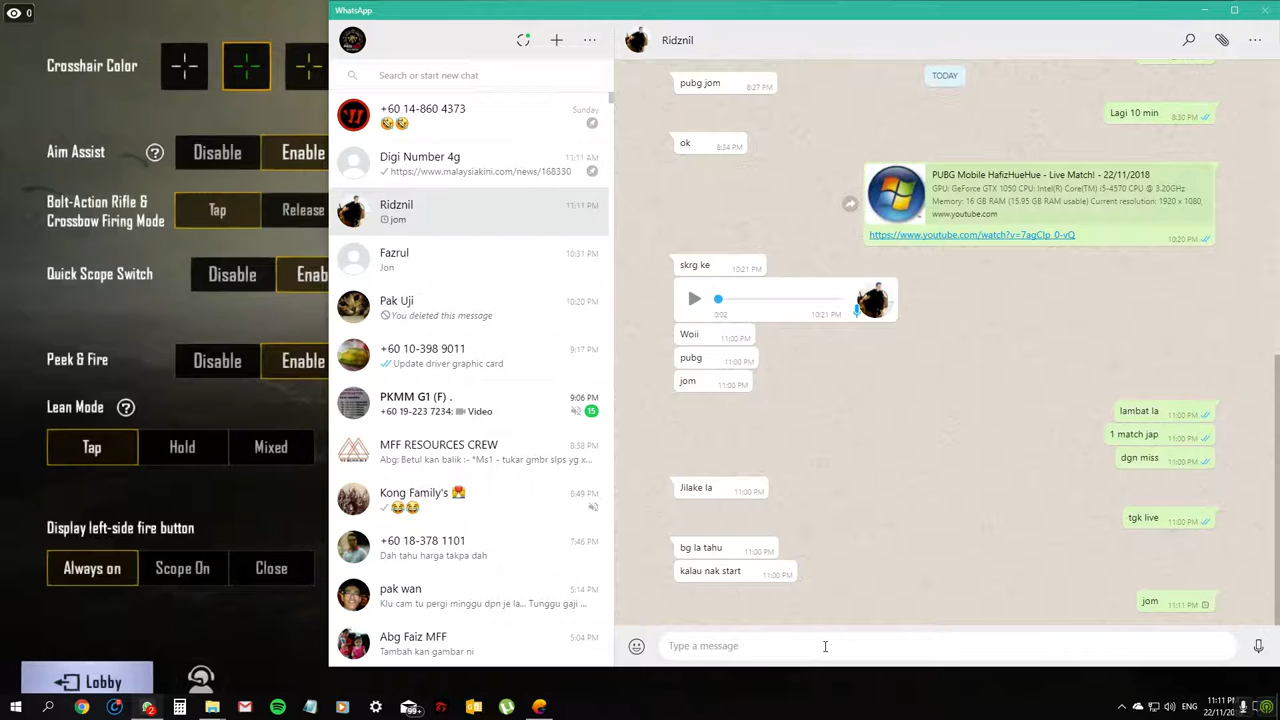 0
Crosshair Color
Aim Assist
Disable
Enable
Bolt-Action Rifle &
Crossbow Firing Mode
Tap
Release
Quick Scope Switch
Disable
Enab
Peek & Fire
Disable
Enable
Lean Mode
Tap
Hold
Mixed
Display left-side fire button
Always on
Scope On
Close
Lobby
WhatsApp
Search or start new chat
+60 14-860 4373
Sunday
🤣🤣
Digi Number 4g
11:11 AM
https://www.malaysiakini.com/news/168330
Ridznil
11:11 PM
jom
Fazrul
10:31 PM
Jon
Pak Uji
10:20 PM
You deleted this message
+60 10-398 9011
9:17 PM
Update driver graphic card
PKMM G1 (F) .
9:06 PM
+60 19-223 7234: Video
15
MFF RESOURCES CREW
8:58 PM
Abg: Betul kan balik :- *Ms1 - tukar gmbr slps yg x...
Kong Family's
8:49 PM
😂😂
+60 18-378 1101
7:46 PM
Dah tahu harga takpa dah
pak wan
5:14 PM
Klu cam tu pergi minggu dpn je la... Tunggu gaji ...
Abg Faiz MFF
5:04 PM
Tambah kan gambar ni
Ridznil
TODAY
pubg jom 8:27 PM
Lagi 10 min 8:30 PM
ok 8:34 PM
PUBG Mobile HafizHueHue - Live Match! - 22/11/2018
GPU: GeForce GTX 1050 CPU: Intel(R) Core(TM) i5-4570 CPU @ 3.20GHz
Memory: 16 GB RAM (15.95 GB RAM usable) Current resolution: 1920 x 1080,
www.youtube.com
https://www.youtube.com/watch?v=7agCIp_0-vQ
10:20 PM
skrg ke 10:21 PM
0:02 10:21 PM
Woii 11:00 PM
pubg 11:00 PM
jom 11:00 PM
lambat la 11:00 PM
1 match jap 11:00 PM
dgn miss 11:00 PM
Jilake la 11:00 PM
tgk live 11:00 PM
bg la tahu 11:00 PM
kalau nak start 11:00 PM
jom 11:11 PM
Type a message
99+
11:11 PM
22/11/20